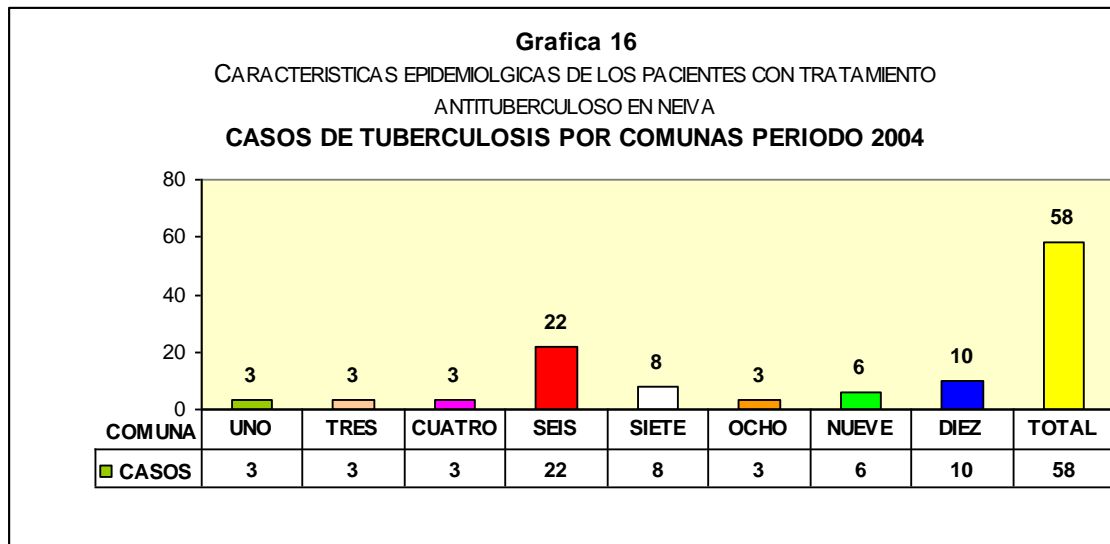 Grafica 16
CARACTERISTICAS EPIDEMIOLGICAS DE LOS PACIENTES CON TRATAMIENTO
ANTITUBERCULOSO EN NEIVA
CASOS DE TUBERCULOSIS POR COMUNAS PERIODO 2004
80
60
40
20
0
3 3 3 22 8 3 6 10 58
COMUNA UNO TRES CUATRO SEIS SIETE OCHO NUEVE DIEZ TOTAL
CASOS 3 3 3 22 8 3 6 10 58